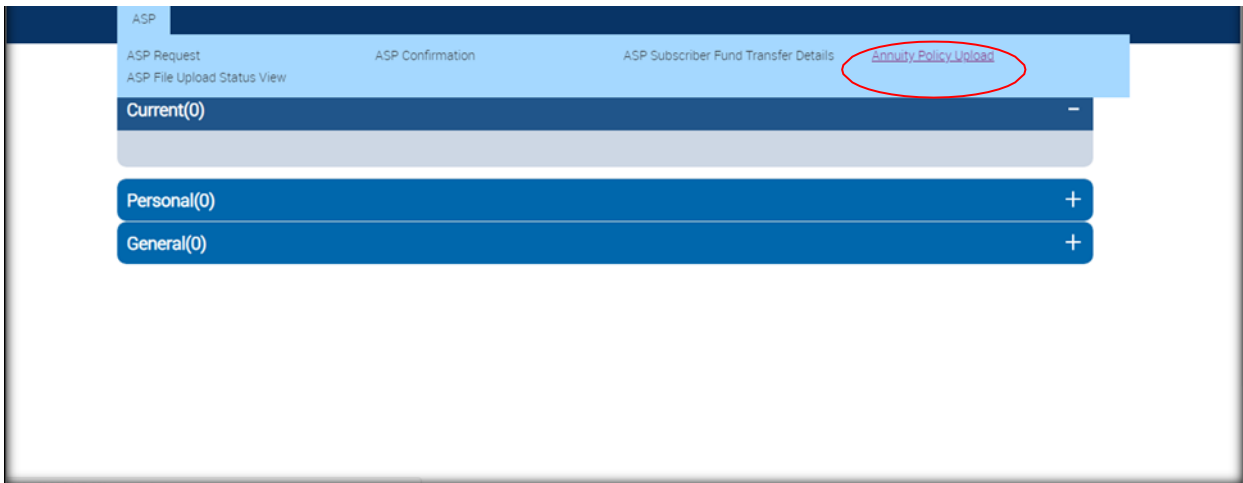 ASP
ASP Request ASP Confirmation ASP Subscriber Fund Transfer Details Annuity Policy Upload
ASP File Upload Status View
Current(0)
Personal(0)
General(0)